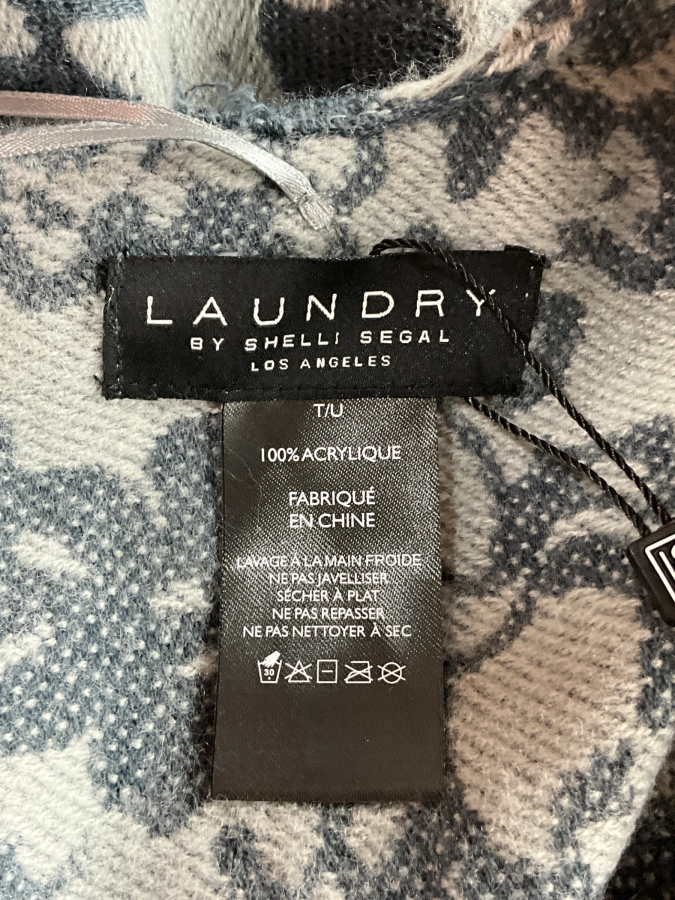 LAUNDRY
BY SHELLI SEGAL
LOS ANGELES
T/U
100% ACRYLIQUE
FABRIQUÉ
EN CHINE
LAVAGE À LA MAIN FROIDE
NE PAS JAVELLISER
SÉCHER À PLAT
NE PAS REPASSER
NE PAS NETTOYER À SEC
30